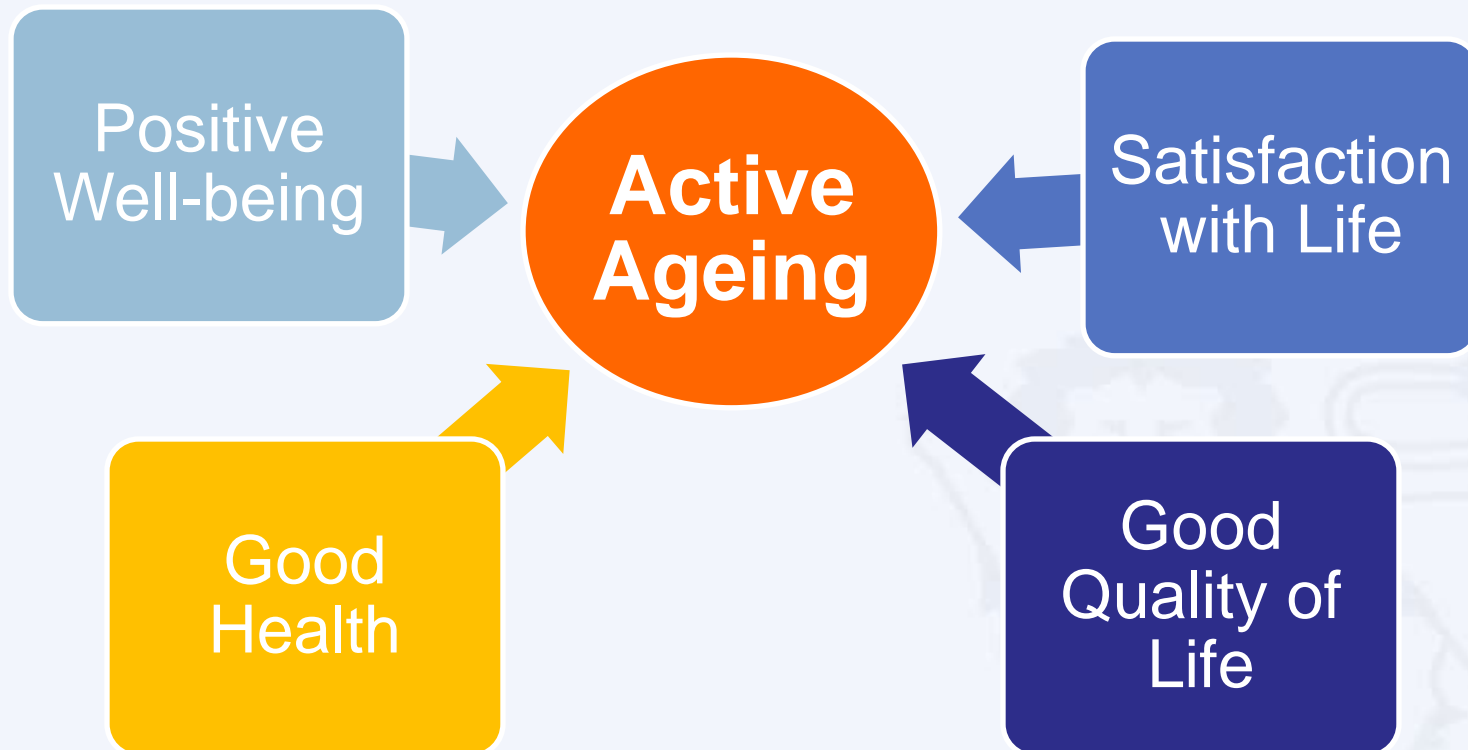 Positive
Well-being
Active
Ageing
Satisfaction
with Life
Good
Health
Good
Quality of
Life